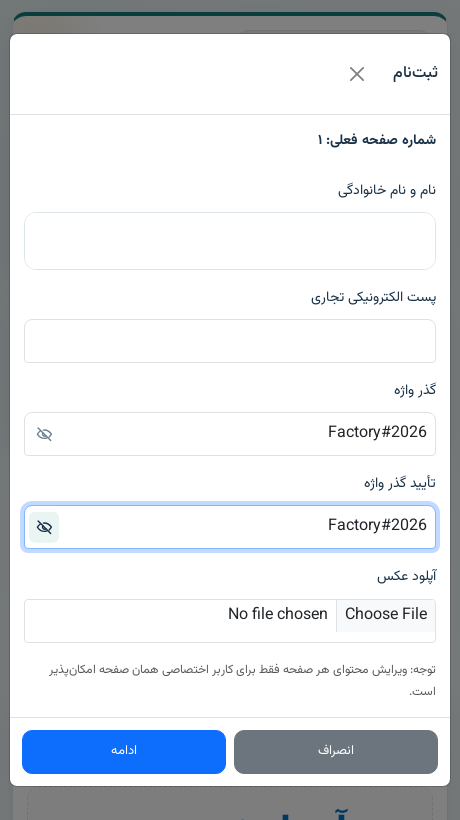 ثبت‌نام
شماره صفحه فعلی: ۱
نام و نام خانوادگی
پست الکترونیکی تجاری
گذر واژه
Factory#2026
تأیید گذر واژه
Factory#2026
آپلود عکس
Choose File No file chosen
توجه: ویرایش محتوای هر صفحه فقط برای کاربر اختصاصی همان صفحه امکان‌پذیر
است.
انصراف
ادامه